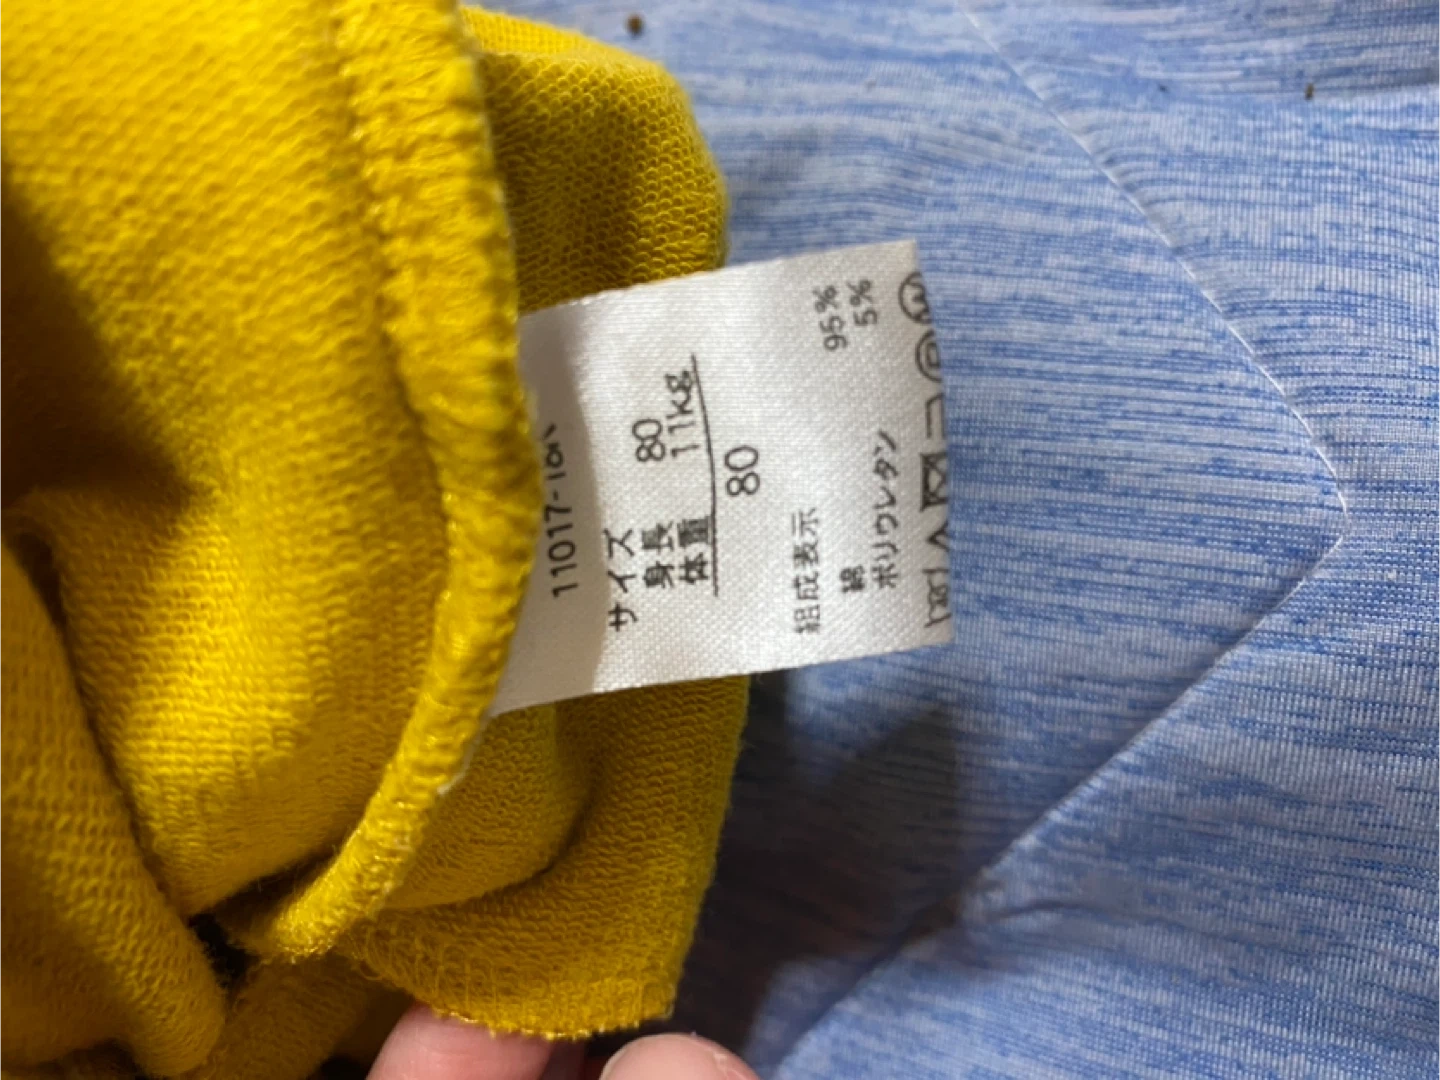 11017-18
サイズ
身長 80
体重 11kg
80
組成表示
綿 95%
ポリウレタン 5%